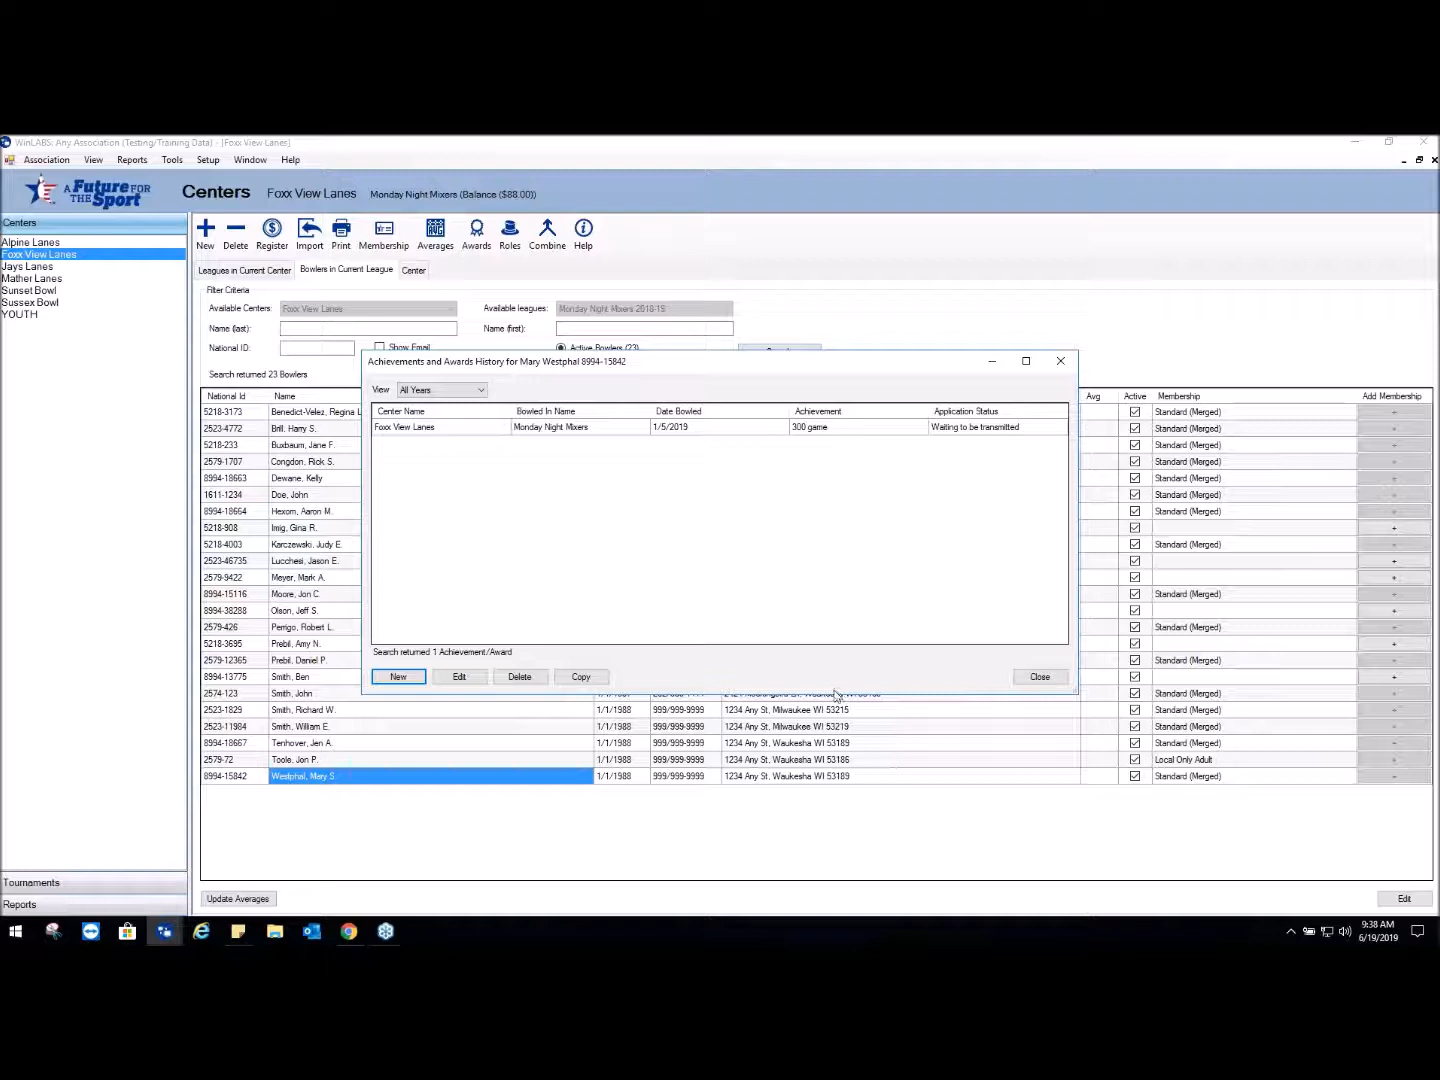 WinLABS: Any Association (Testing/Training Data) - [Foxx View Lanes]
Association View Reports Tools Setup Window Help
A Future FOR THE Sport
Centers Foxx View Lanes Monday Night Mixers (Balance ($88.00))
Centers
Alpine Lanes
Foxx View Lanes
Jays Lanes
Mather Lanes
Sunset Bowl
Sussex Bowl
YOUTH
Tournaments
Reports
New Delete Register Import Print Membership Averages Awards Roles Combine Help
Leagues in Current Center Bowlers in Current League Center
Filter Criteria
Available Centers: Foxx View Lanes Available leagues: Monday Night Mixers 2018-19
Name (last): Name (first):
National ID: Show Email Active Bowlers (23)
Search returned 23 Bowlers
National Id Name Avg Active Membership Add Membership
5218-3173 Benedict-Velez, Regina L Standard (Merged) +
2523-4772 Brill, Harry S. Standard (Merged) +
5218-233 Buxbaum, Jane F. Standard (Merged) +
2579-1707 Congdon, Rick S. Standard (Merged) +
8994-18663 Dewane, Kelly Standard (Merged) +
1611-1234 Doe, John Standard (Merged) +
8994-18664 Hexom, Aaron M. Standard (Merged) +
5218-908 Imig, Gina R. +
5218-4003 Karczewski, Judy E. Standard (Merged) +
2523-46735 Lucchesi, Jason E. +
2579-9422 Meyer, Mark A. +
8994-15116 Moore, Jon C. Standard (Merged) +
8994-38288 Olson, Jeff S. +
2579-426 Perrigo, Robert L. Standard (Merged) +
5218-3695 Prebil, Amy N. +
2579-12365 Prebil, Daniel P. Standard (Merged) +
8994-13775 Smith, Ben +
2574-123 Smith, John Standard (Merged) +
2523-1829 Smith, Richard W. 1/1/1988 999/999-9999 1234 Any St, Milwaukee WI 53215 Standard (Merged) +
2523-11984 Smith, William E. 1/1/1988 999/999-9999 1234 Any St, Milwaukee WI 53219 Standard (Merged) +
8994-18667 Tenhover, Jen A. 1/1/1988 999/999-9999 1234 Any St, Waukesha WI 53189 Standard (Merged) +
2579-72 Toole, Jon P. 1/1/1988 999/999-9999 1234 Any St, Waukesha WI 53186 Local Only Adult +
8994-15842 Westphal, Mary S. 1/1/1988 999/999-9999 1234 Any St, Waukesha WI 53189 Standard (Merged) +
Achievements and Awards History for Mary Westphal 8994-15842
View All Years
Center Name Bowled In Name Date Bowled Achievement Application Status
Foxx View Lanes Monday Night Mixers 1/5/2019 300 game Waiting to be transmitted
Search returned 1 Achievement/Award
New Edit Delete Copy Close
Update Averages Edit
9:38 AM
6/19/2019